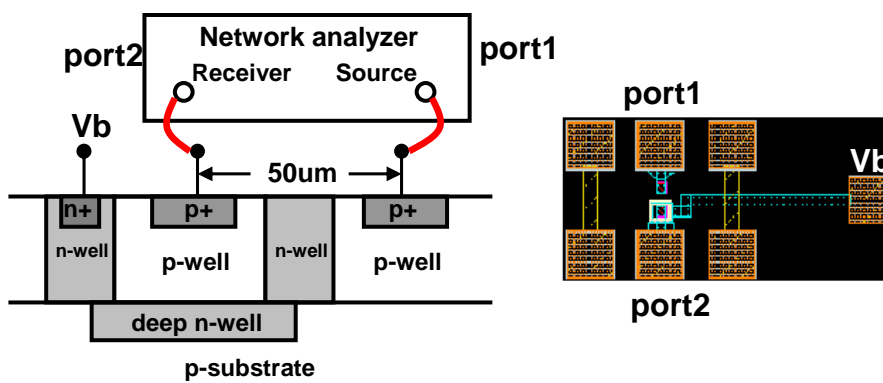 Network analyzer
port2
port1
Receiver
Source
Vb
50um
n+
p+
p+
n-well
p-well
n-well
p-well
deep n-well
p-substrate
port1
Vb
port2